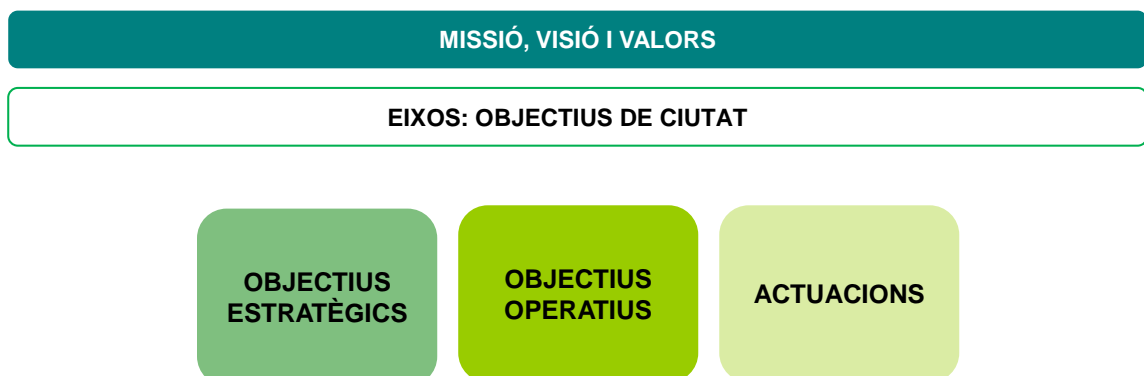 MISSIÓ, VISIÓ I VALORS
EIXOS: OBJECTIUS DE CIUTAT
OBJECTIUS
ESTRATÈGICS
OBJECTIUS
OPERATIUS
ACTUACIONS